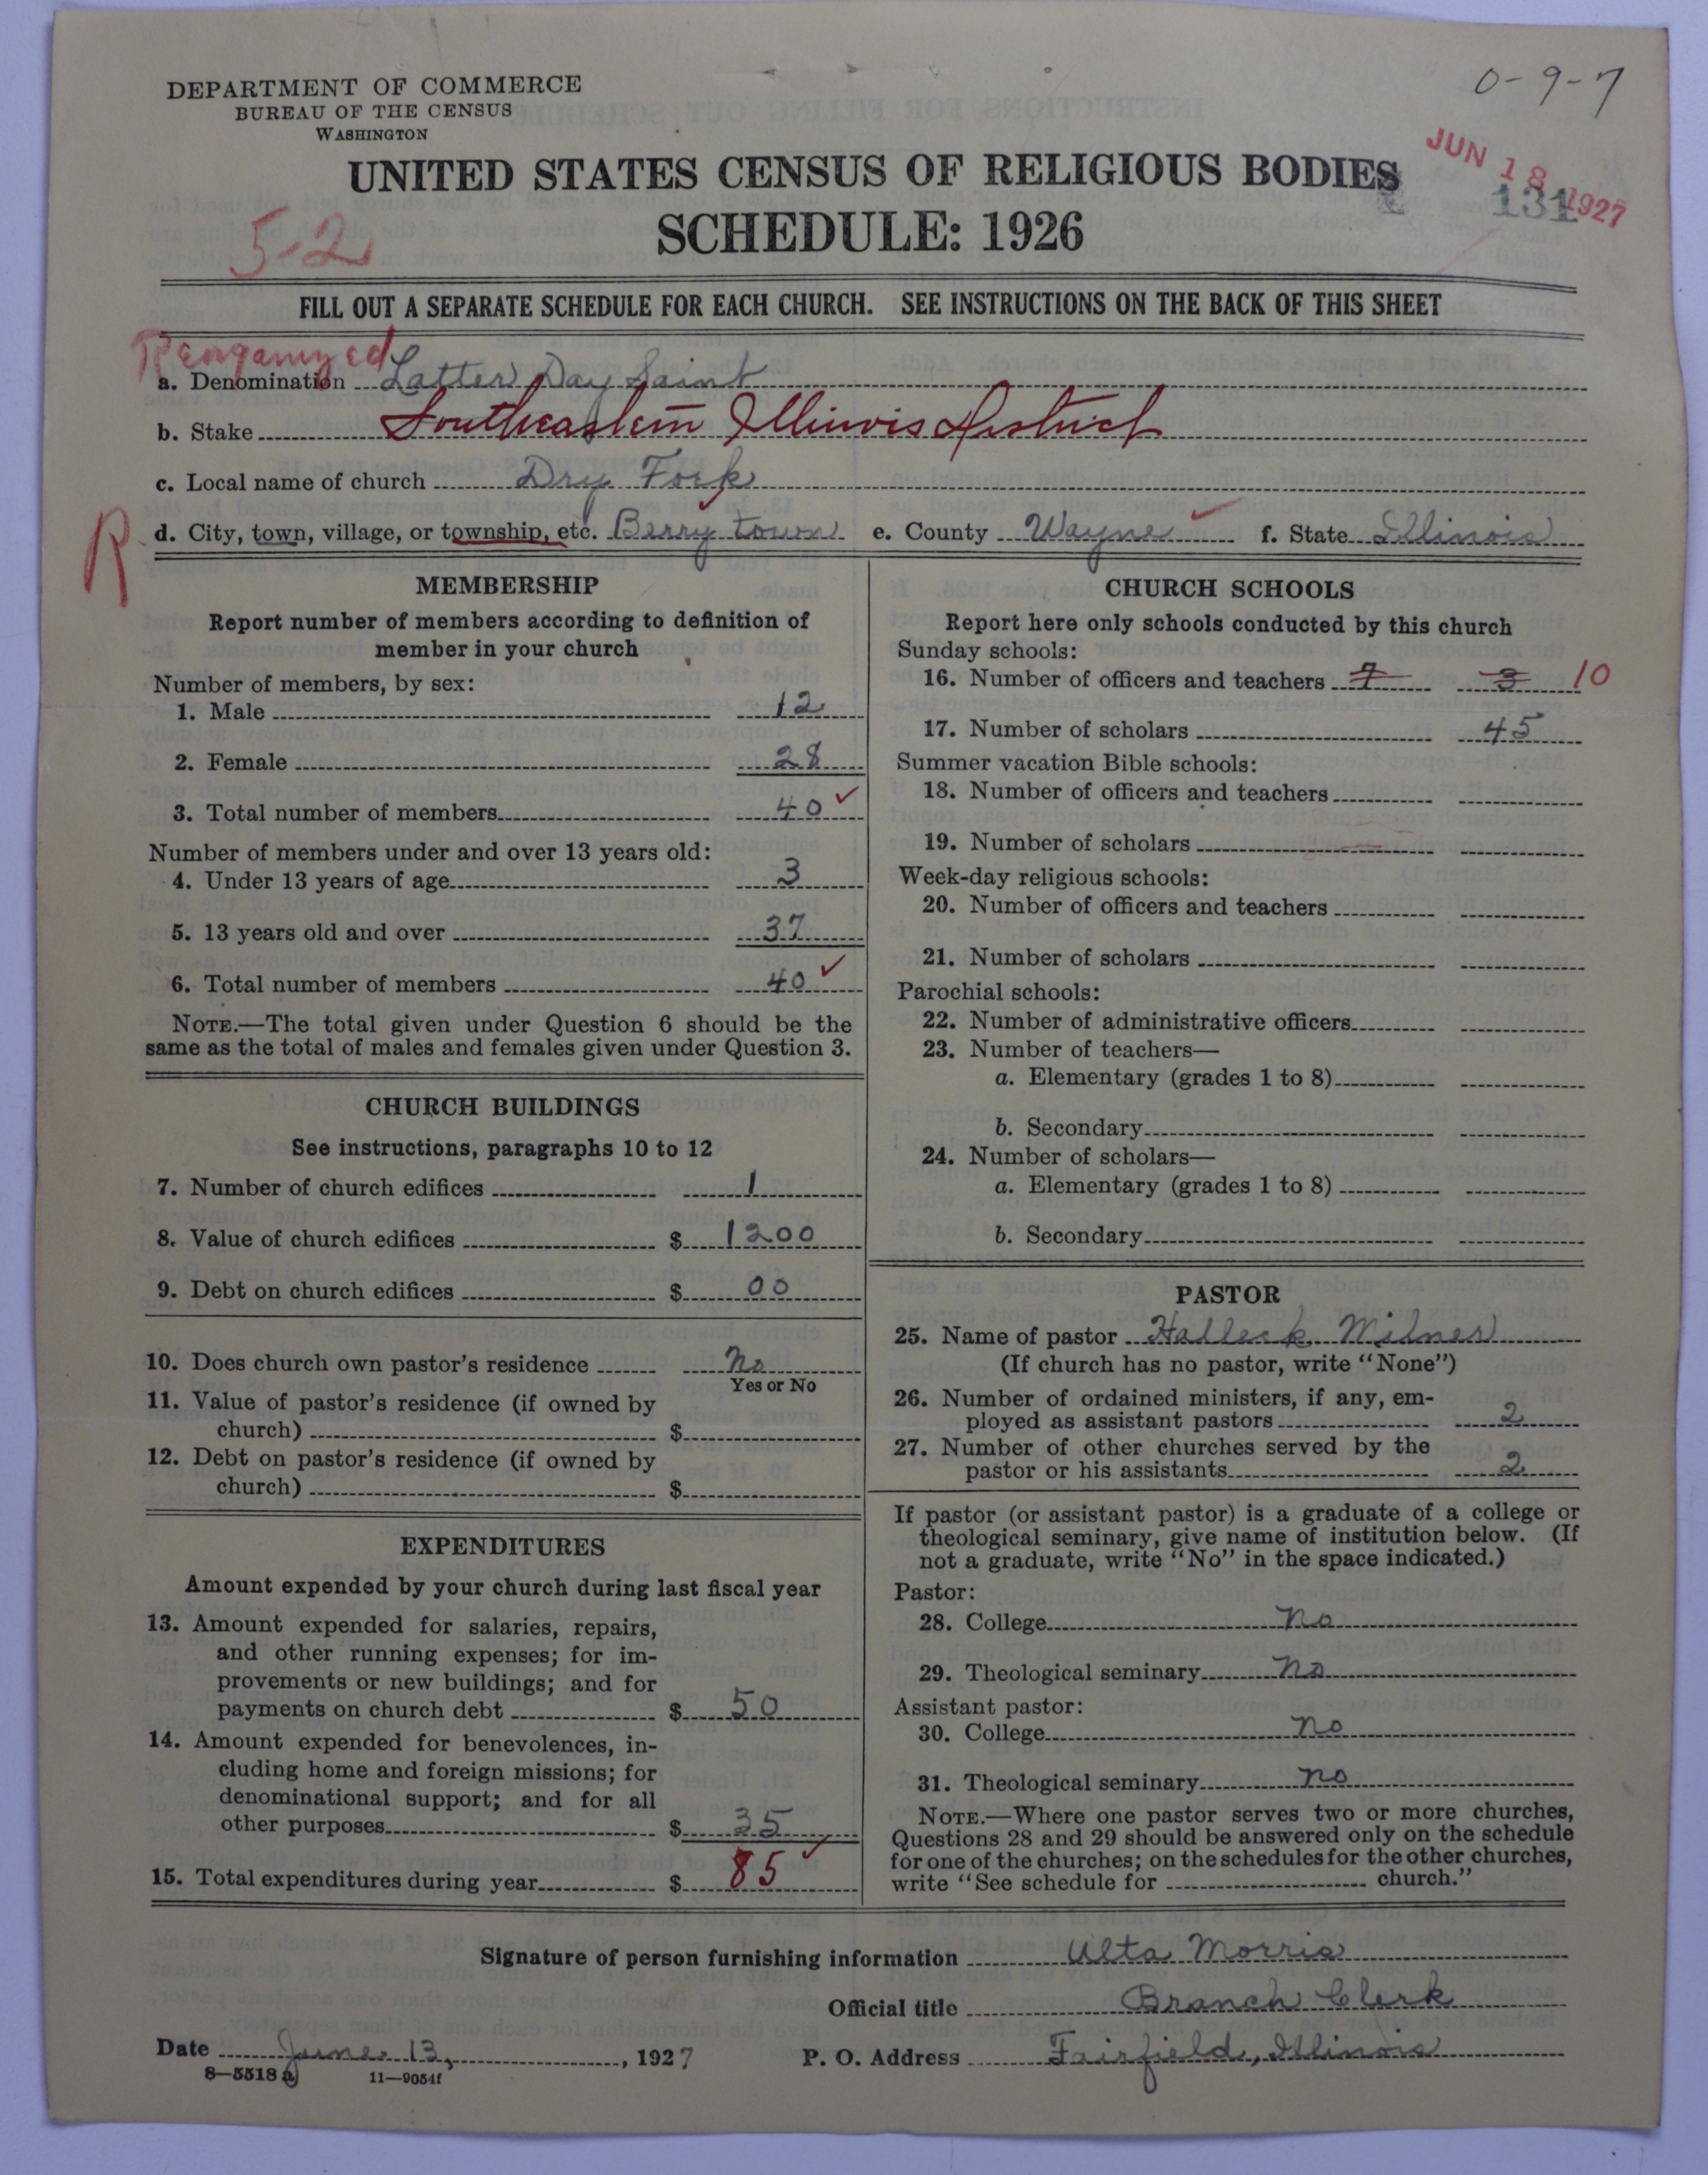 DEPARTMENT OF COMMERCE
BUREAU OF THE CENSUS
WASHINGTON
0-9-7
UNITED STATES CENSUS OF RELIGIOUS BODIES
SCHEDULE: 1926
JUN 18 1927
131
5-2
FILL OUT A SEPARATE SCHEDULE FOR EACH CHURCH. SEE INSTRUCTIONS ON THE BACK OF THIS SHEET
Reorganized
a. Denomination Latter Day Saint
b. Stake Southeastern Illinois District
c. Local name of church Dry Fork
R
d. City, town, village, or township, etc. Berry town e. County Wayne f. State Illinois
MEMBERSHIP
Report number of members according to definition of
member in your church
Number of members, by sex:
1. Male 12
2. Female 28
3. Total number of members 40
Number of members under and over 13 years old:
4. Under 13 years of age 3
5. 13 years old and over 37
6. Total number of members 40
NOTE.—The total given under Question 6 should be the
same as the total of males and females given under Question 3.
CHURCH BUILDINGS
See instructions, paragraphs 10 to 12
7. Number of church edifices 1
8. Value of church edifices $ 1200
9. Debt on church edifices $ 00
10. Does church own pastor's residence no
Yes or No
11. Value of pastor's residence (if owned by
church) $
12. Debt on pastor's residence (if owned by
church) $
EXPENDITURES
Amount expended by your church during last fiscal year
13. Amount expended for salaries, repairs,
and other running expenses; for im-
provements or new buildings; and for
payments on church debt $ 50
14. Amount expended for benevolences, in-
cluding home and foreign missions; for
denominational support; and for all
other purposes $ 35
15. Total expenditures during year $ 85
CHURCH SCHOOLS
Report here only schools conducted by this church
Sunday schools:
16. Number of officers and teachers 7 3 10
17. Number of scholars 45
Summer vacation Bible schools:
18. Number of officers and teachers
19. Number of scholars
Week-day religious schools:
20. Number of officers and teachers
21. Number of scholars
Parochial schools:
22. Number of administrative officers
23. Number of teachers—
a. Elementary (grades 1 to 8)
b. Secondary
24. Number of scholars—
a. Elementary (grades 1 to 8)
b. Secondary
PASTOR
25. Name of pastor Halleck Milner
(If church has no pastor, write "None")
26. Number of ordained ministers, if any, em-
ployed as assistant pastors 2
27. Number of other churches served by the
pastor or his assistants 2
If pastor (or assistant pastor) is a graduate of a college or
theological seminary, give name of institution below. (If
not a graduate, write "No" in the space indicated.)
Pastor:
28. College no
29. Theological seminary no
Assistant pastor:
30. College no
31. Theological seminary no
NOTE.—Where one pastor serves two or more churches,
Questions 28 and 29 should be answered only on the schedule
for one of the churches; on the schedules for the other churches,
write "See schedule for church."
Signature of person furnishing information Ulta Morris
Official title Branch Clerk
Date June 13, 1927 P. O. Address Fairfield, Illinois
8—5518 a 11—9054f